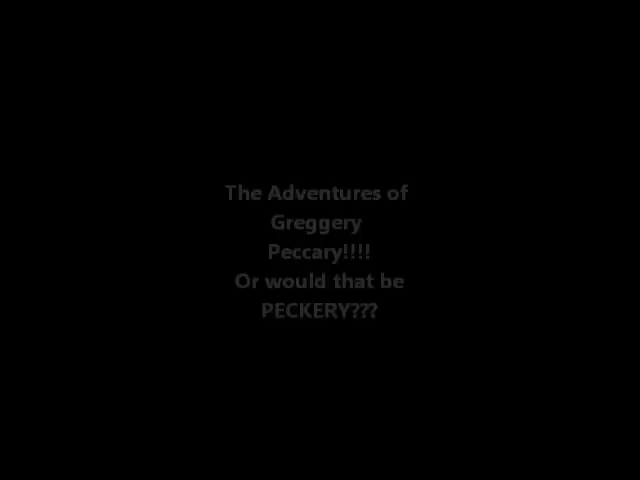 The Adventures of
Greggery
Peccary!!!!
Or would that be
PECKERY???